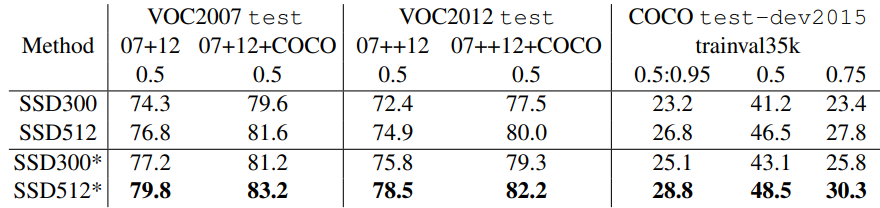 VOC2007 test VOC2012 test COCO test-dev2015
Method 07+12 07+12+COCO 07++12 07++12+COCO trainval35k
0.5 0.5 0.5 0.5 0.5:0.95 0.5 0.75
SSD300 74.3 79.6 72.4 77.5 23.2 41.2 23.4
SSD512 76.8 81.6 74.9 80.0 26.8 46.5 27.8
SSD300* 77.2 81.2 75.8 79.3 25.1 43.1 25.8
SSD512* 79.8 83.2 78.5 82.2 28.8 48.5 30.3